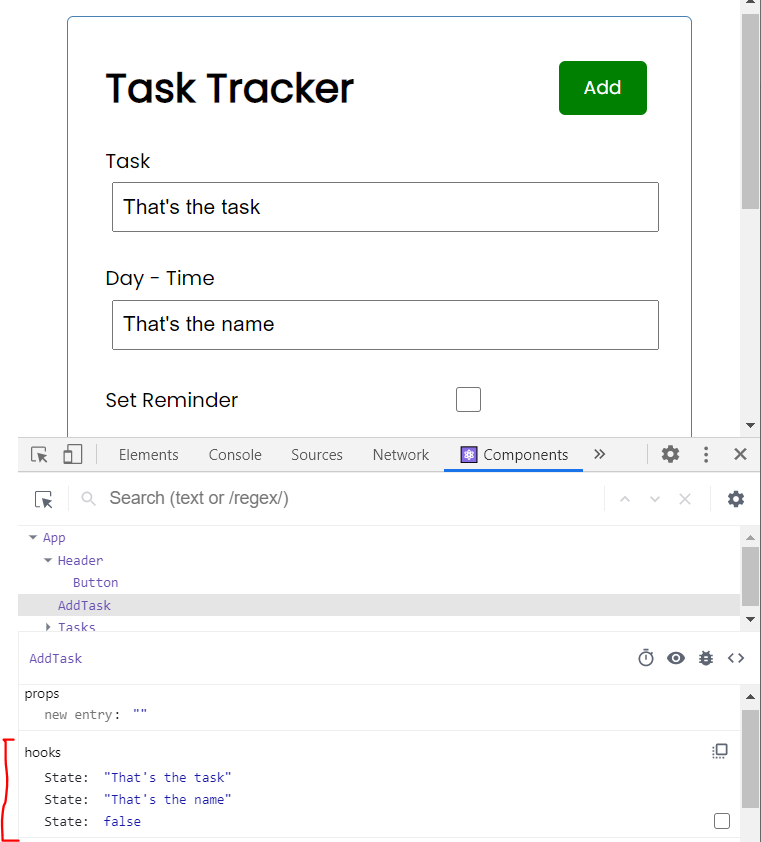 Task Tracker Add
Task
That's the task
Day - Time
That's the name
Set Reminder
Elements Console Sources Network Components »
Search (text or /regex/)
App
Header
Button
AddTask
Tasks
AddTask
props
new entry: ""
hooks
State: "That's the task"
State: "That's the name"
State: false